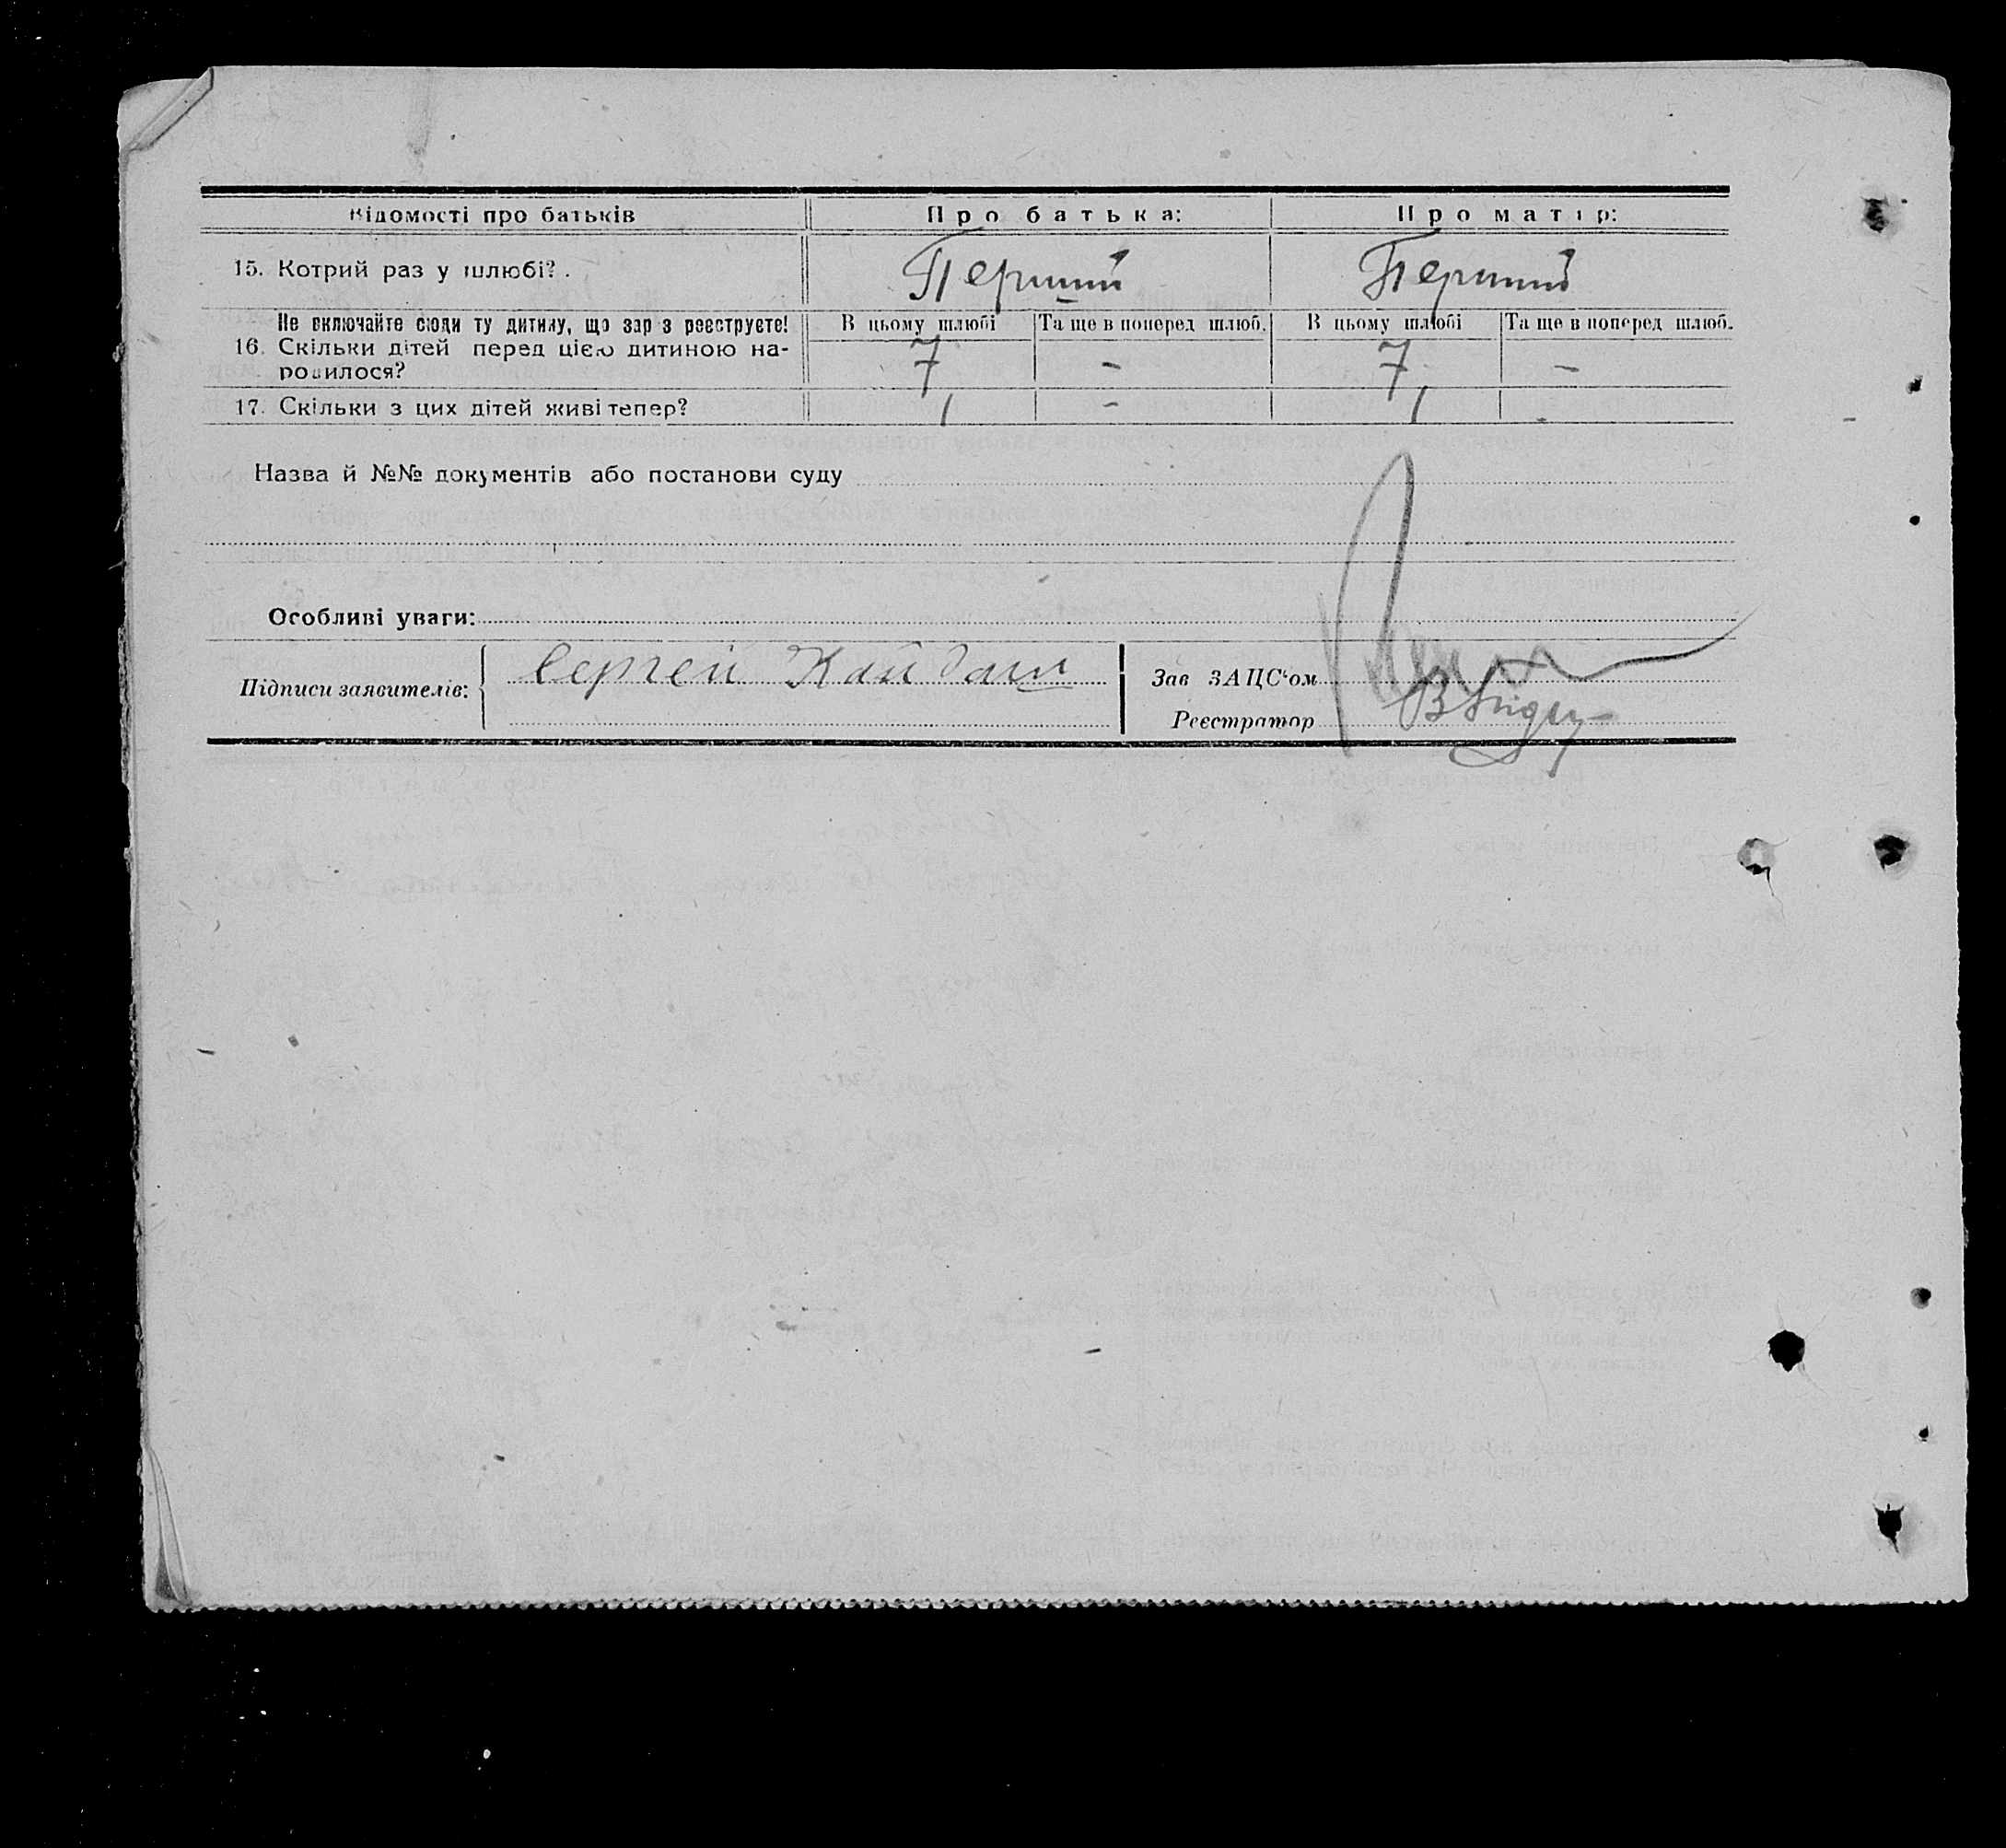 Відомості про батьків Про батька: Про матір:
15. Котрий раз у шлюбі? . Перший Перший
Не включайте сюди ту дитину, що зараз реєструєте! В цьому шлюбі Та ще в поперед шлюб. В цьому шлюбі Та ще в поперед шлюб.
16. Скільки дітей перед цією дитиною на-
родилося? 7 – 7 –
17. Скільки з цих дітей живі тепер? 1 – 1 -
Назва й №№ документів або постанови суду
Особливі уваги:
Підписи заявителів: Сергей Кайдаш
Зав ЗАЦС‘ом
Реєстратор